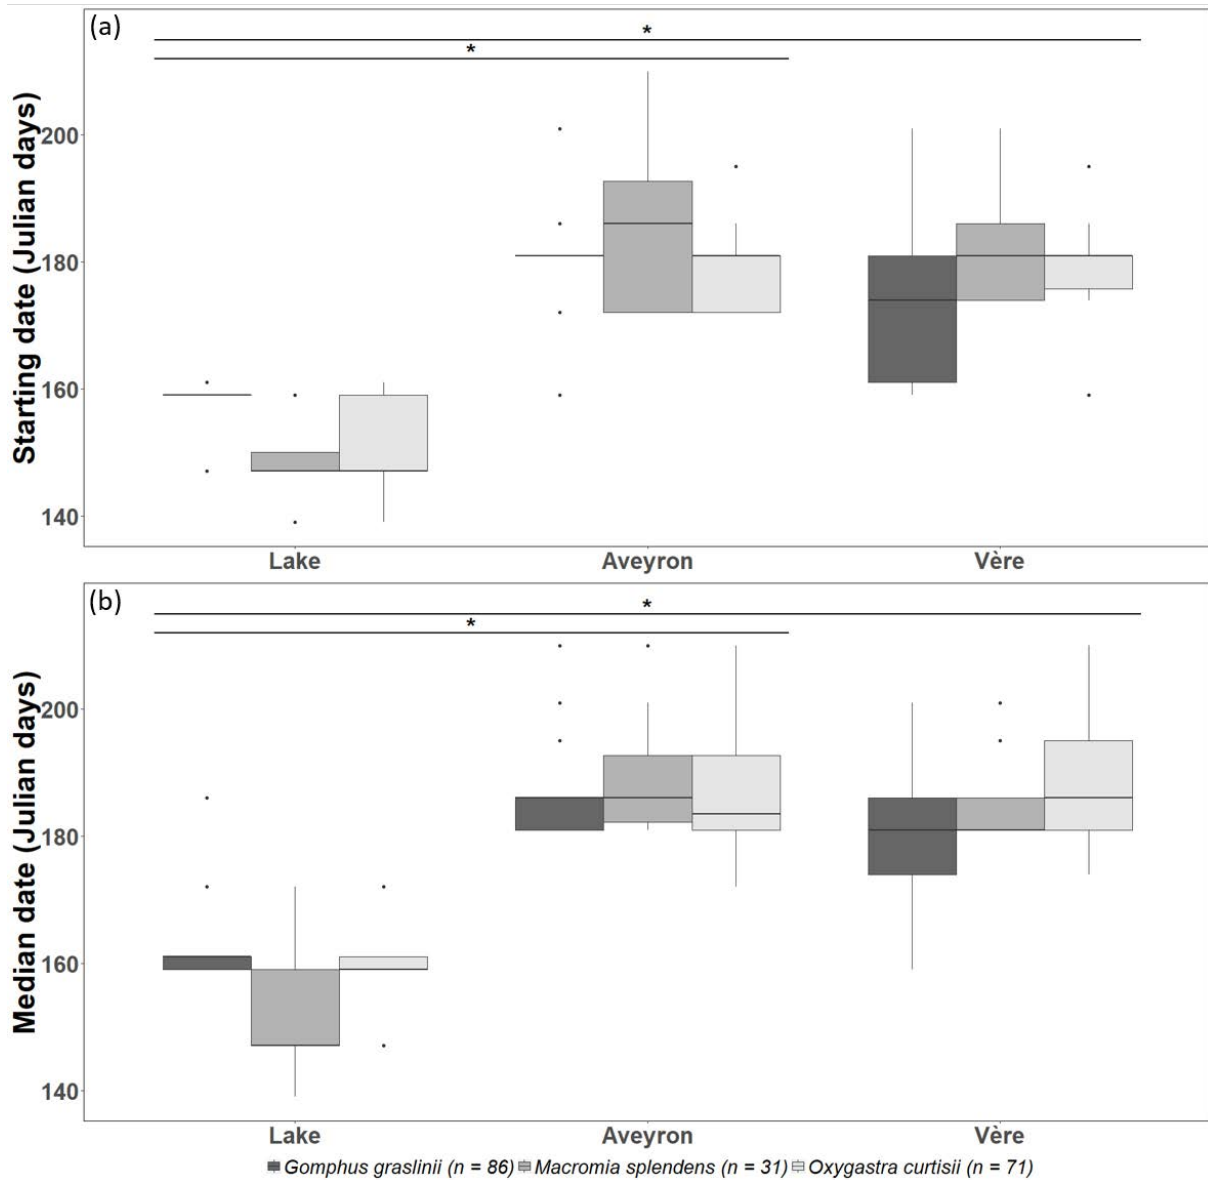 (a)
*
*
Starting date (Julian days)
200
180
160
140
Lake Aveyron Vère
(b)
*
*
Median date (Julian days)
200
180
160
140
Lake Aveyron Vère
Gomphus graslinii (n = 86) Macromia splendens (n = 31) Oxygastra curtisii (n = 71)